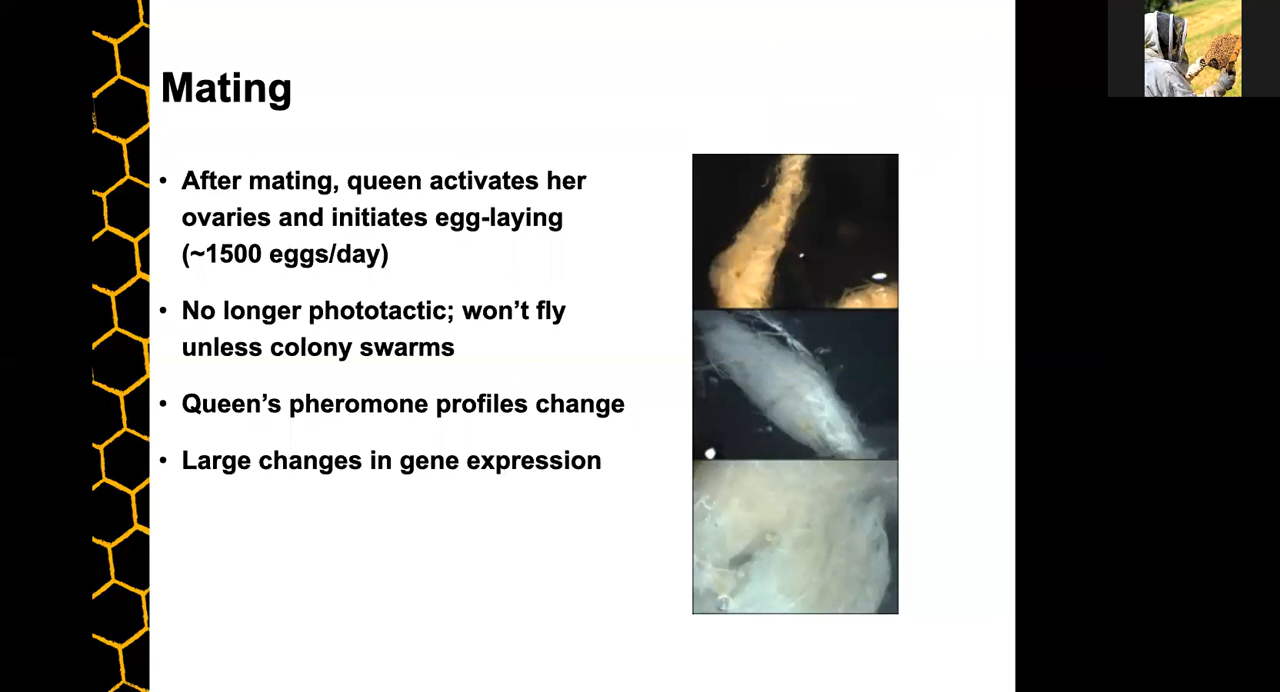 Mating
• After mating, queen activates her
ovaries and initiates egg-laying
(~1500 eggs/day)
• No longer phototactic; won’t fly
unless colony swarms
• Queen’s pheromone profiles change
• Large changes in gene expression